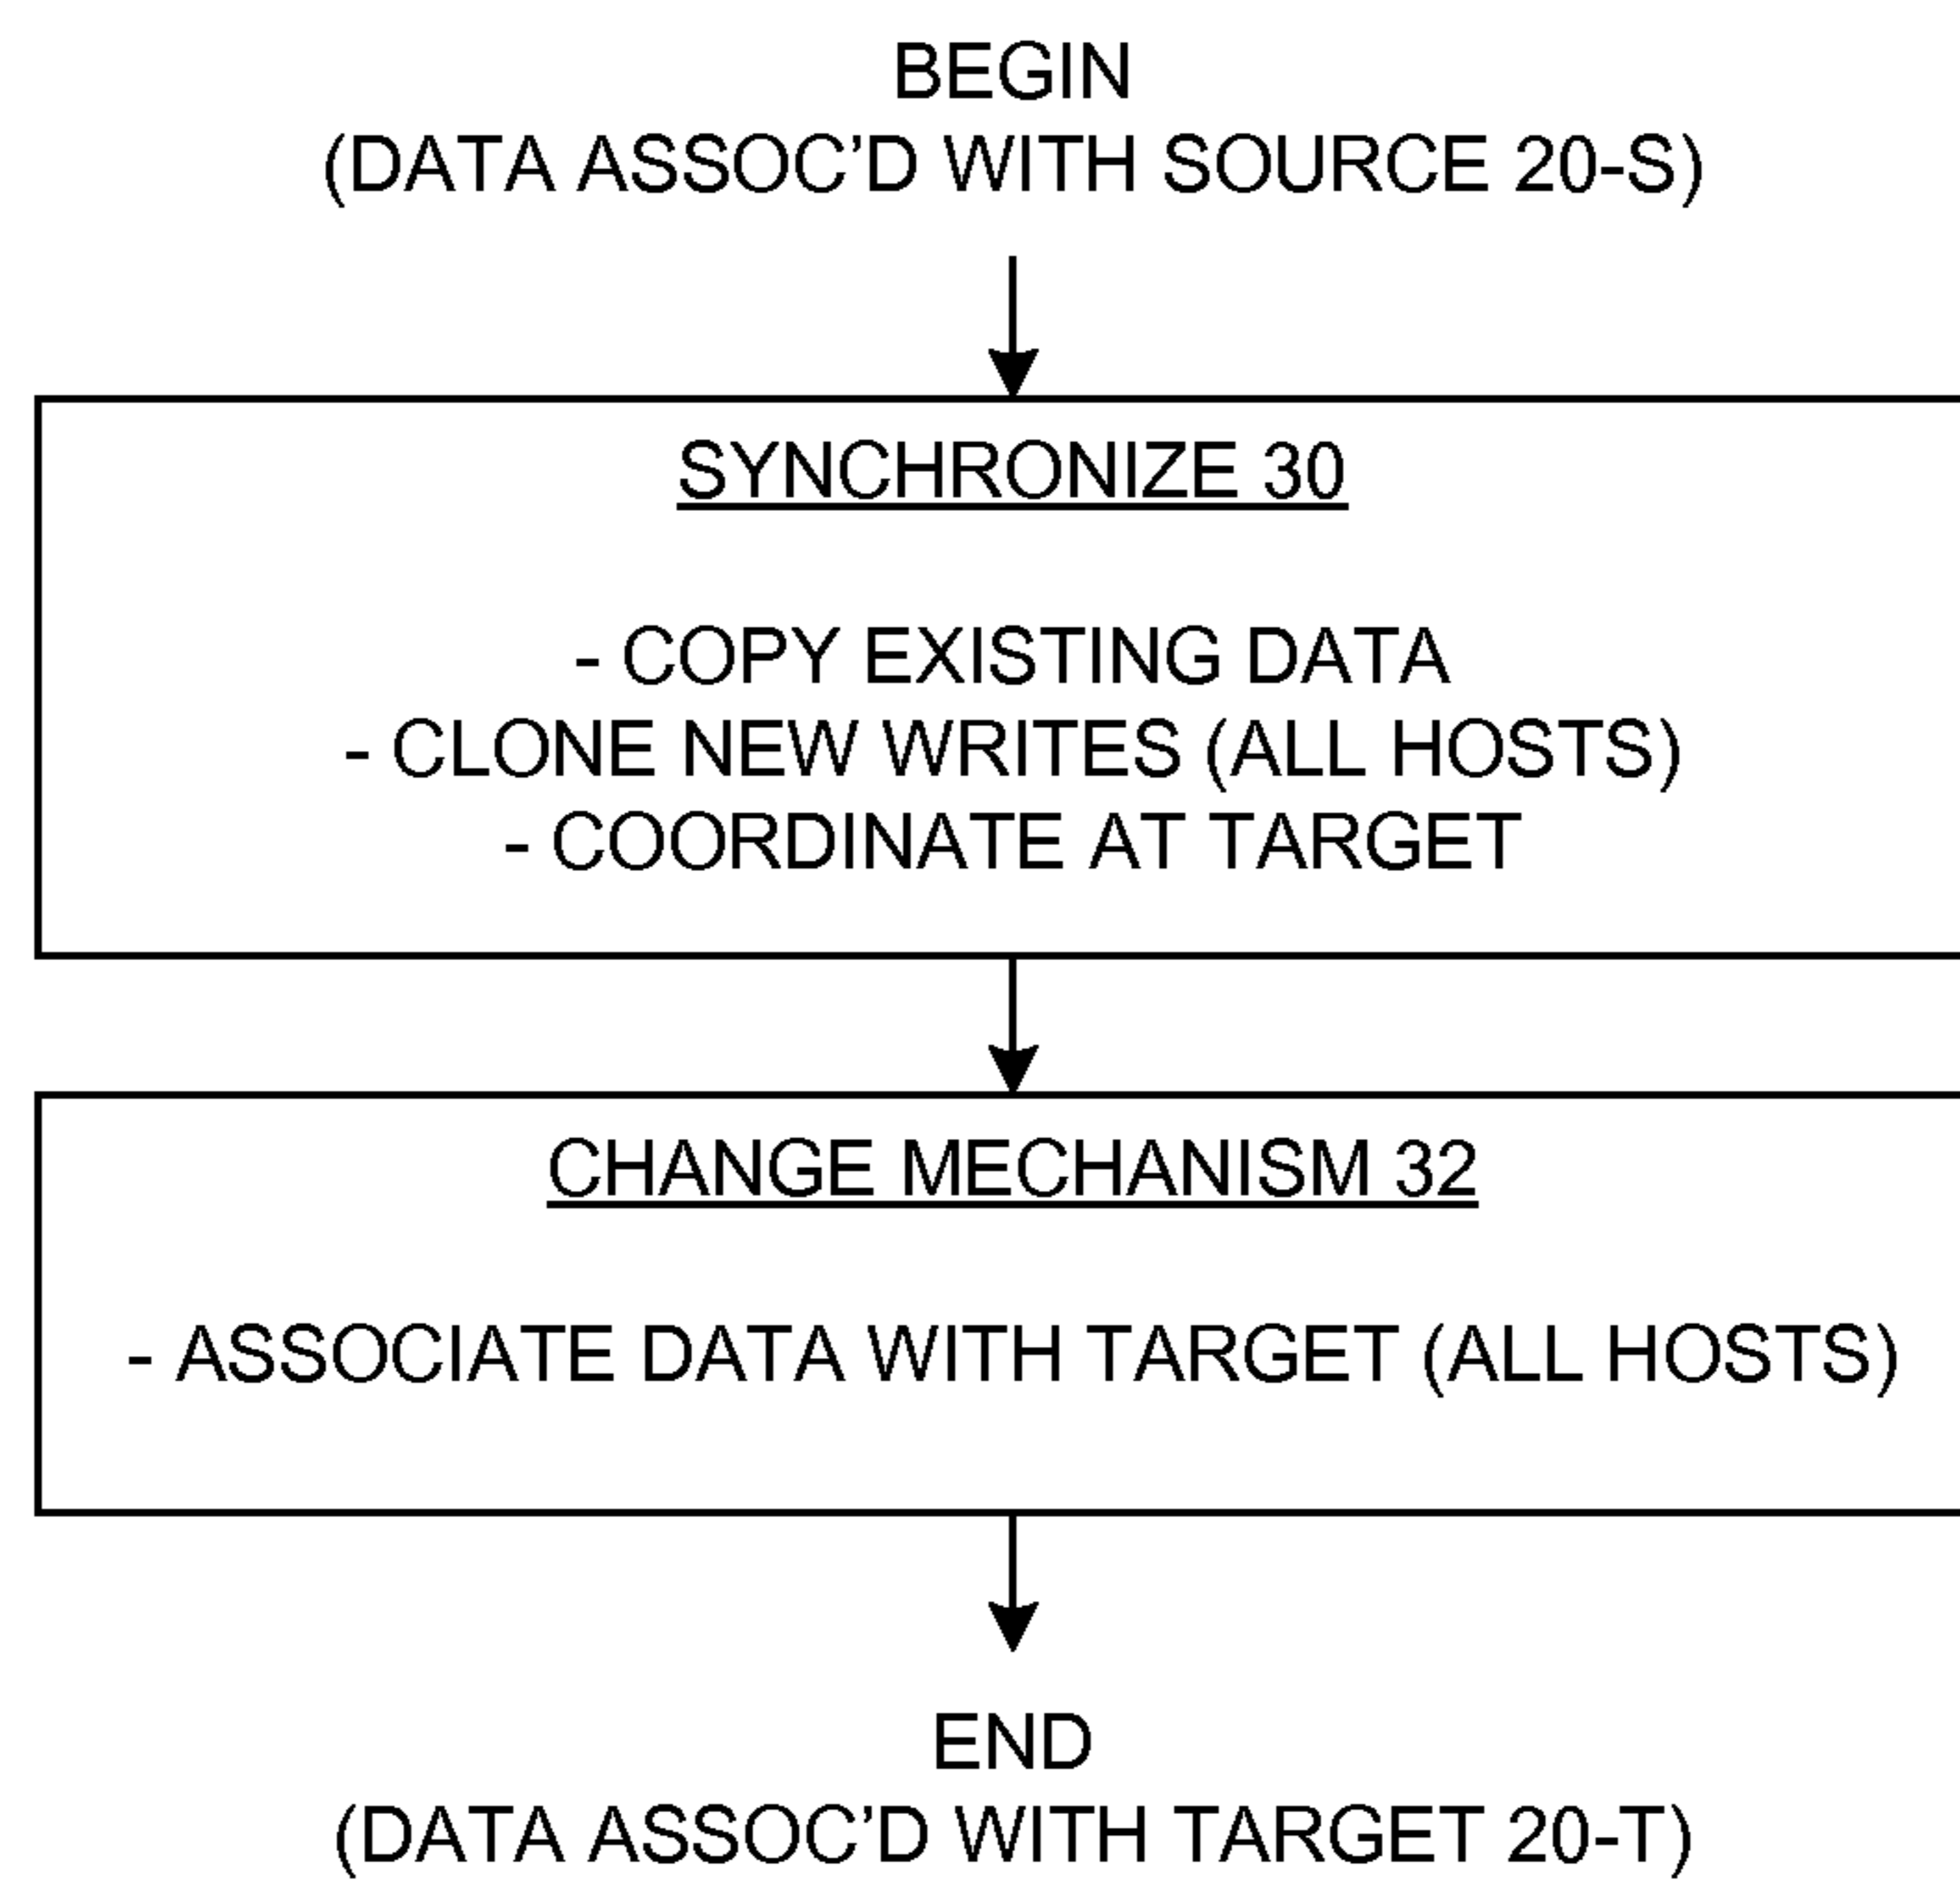 BEGIN
(DATA ASSOC’D WITH SOURCE 20-S)
SYNCHRONIZE 30
- COPY EXISTING DATA
- CLONE NEW WRITES (ALL HOSTS)
- COORDINATE AT TARGET
CHANGE MECHANISM 32
- ASSOCIATE DATA WITH TARGET (ALL HOSTS)
END
(DATA ASSOC’D WITH TARGET 20-T)